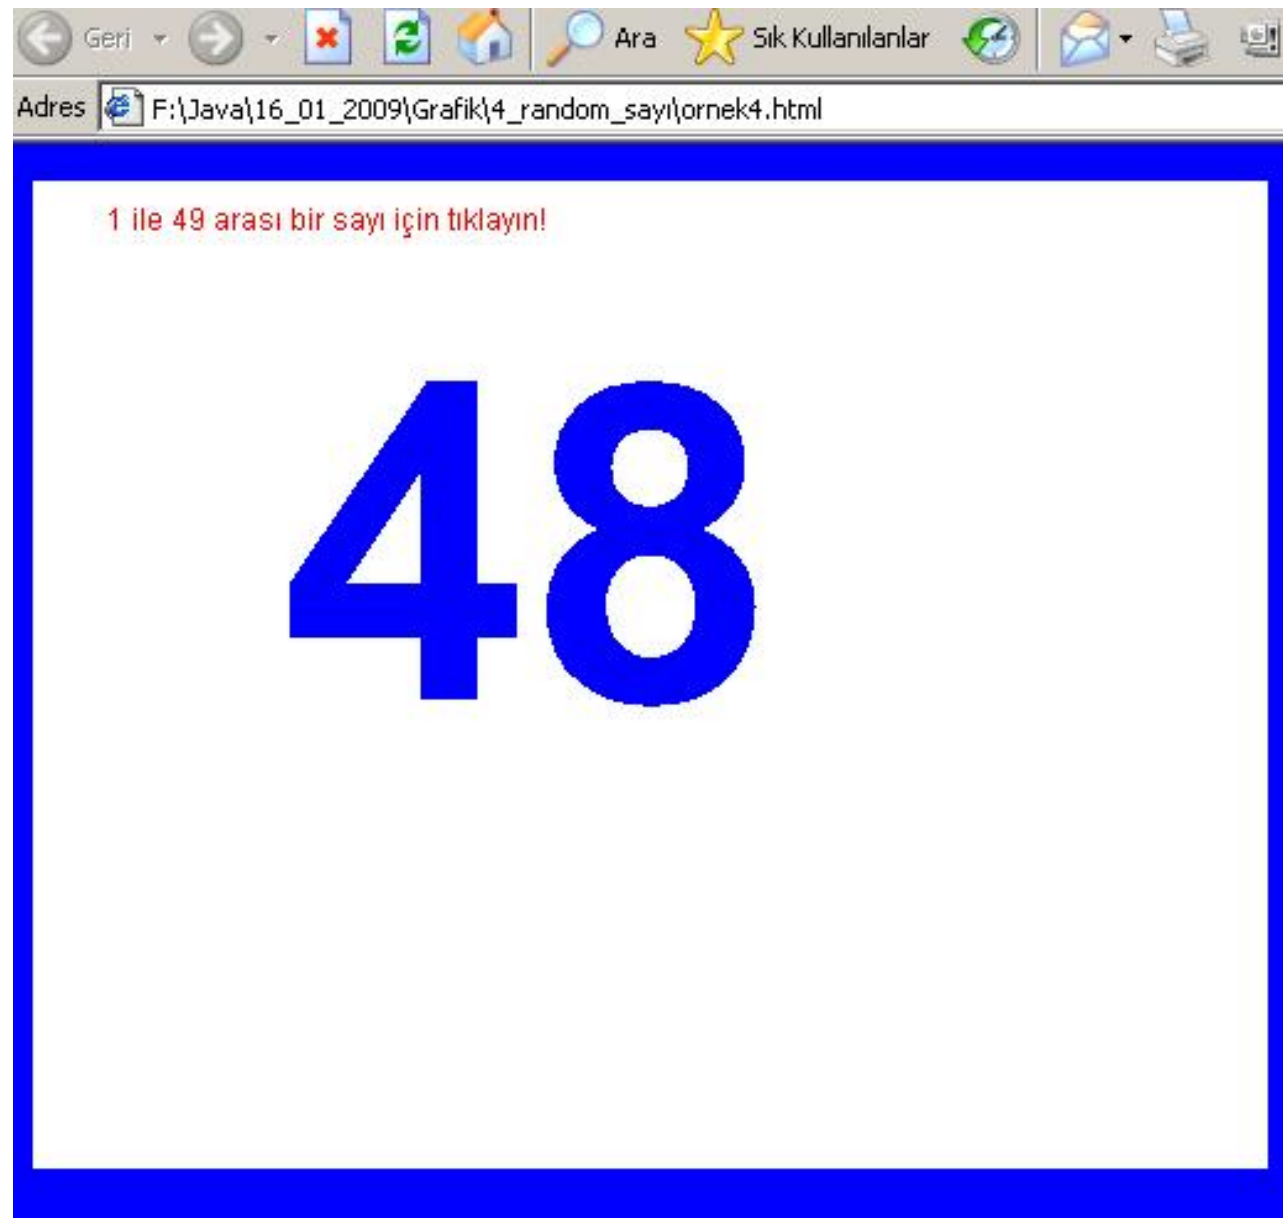 Geri Ara Sık Kullanılanlar
Adres F:\Java\16_01_2009\Grafik\4_random_sayı\ornek4.html
1 ile 49 arası bir sayı için tıklayın!
48